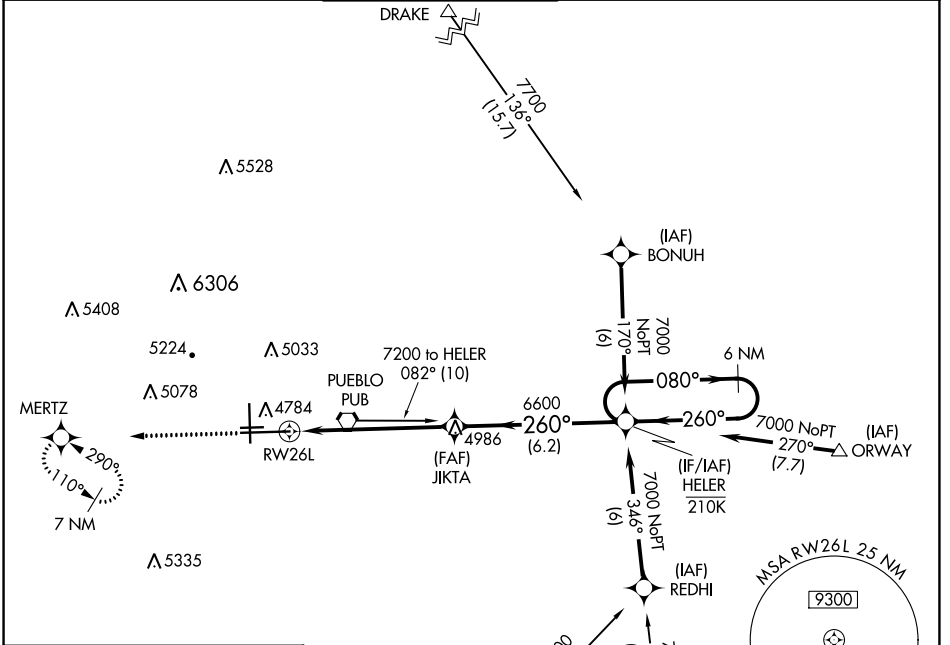 DRAKE
7700
136°
(15.7)
5528
(IAF)
BONUH
6306
5408
7000
NoPT
170°
(6)
5224
5033
7200 to HELER
082° (10)
6 NM
5078
PUEBLO
PUB
080°
MERTZ
4784
6600
260°
(6.2)
260°
7000 NoPT
270°
(7.7)
(IAF)
ORWAY
RW26L
4986
(FAF)
JIKTA
290°
110°
7 NM
(IF/IAF)
HELER
210K
7000 NoPT
346°
(6)
5335
(IAF)
REDHI
MSA RW26L 25 NM
9300